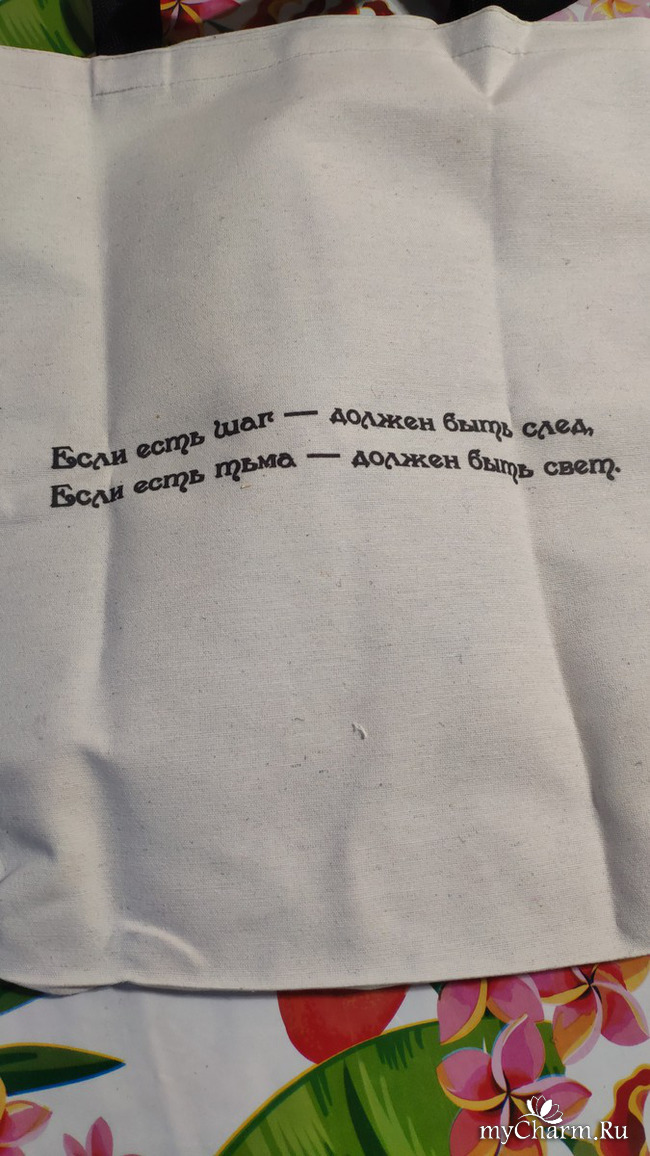 Если есть шаг — должен быть след,
Если есть тьма — должен быть свет.
myCharm.Ru